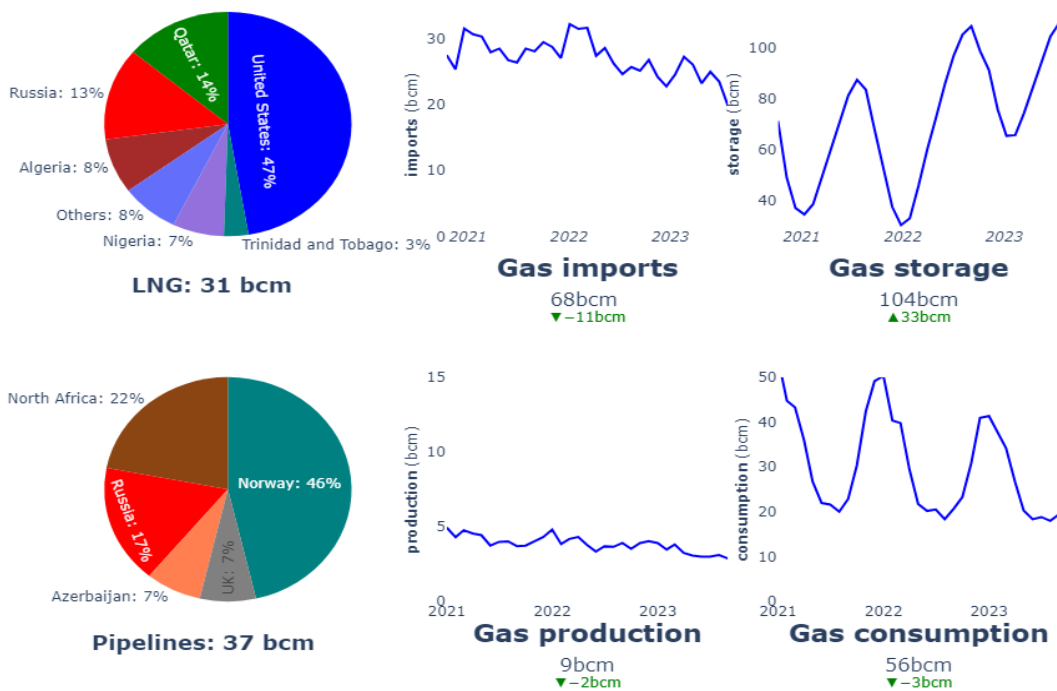 Qatar: 14%
United States: 47%
Russia: 13%
Algeria: 8%
Others: 8%
Nigeria: 7%
Trinidad and Tobago: 3%
LNG: 31 bcm
imports (bcm)
30
20
10
0
2021
2022
2023
Gas imports
68bcm
▼−11bcm
storage (bcm)
100
80
60
40
2021
2022
2023
Gas storage
104bcm
▲33bcm
North Africa: 22%
Norway: 46%
Russia: 17%
UK: 7%
Azerbaijan: 7%
Pipelines: 37 bcm
production (bcm)
15
10
5
0
2021
2022
2023
Gas production
9bcm
▼−2bcm
consumption (bcm)
50
40
30
20
10
0
2021
2022
2023
Gas consumption
56bcm
▼−3bcm